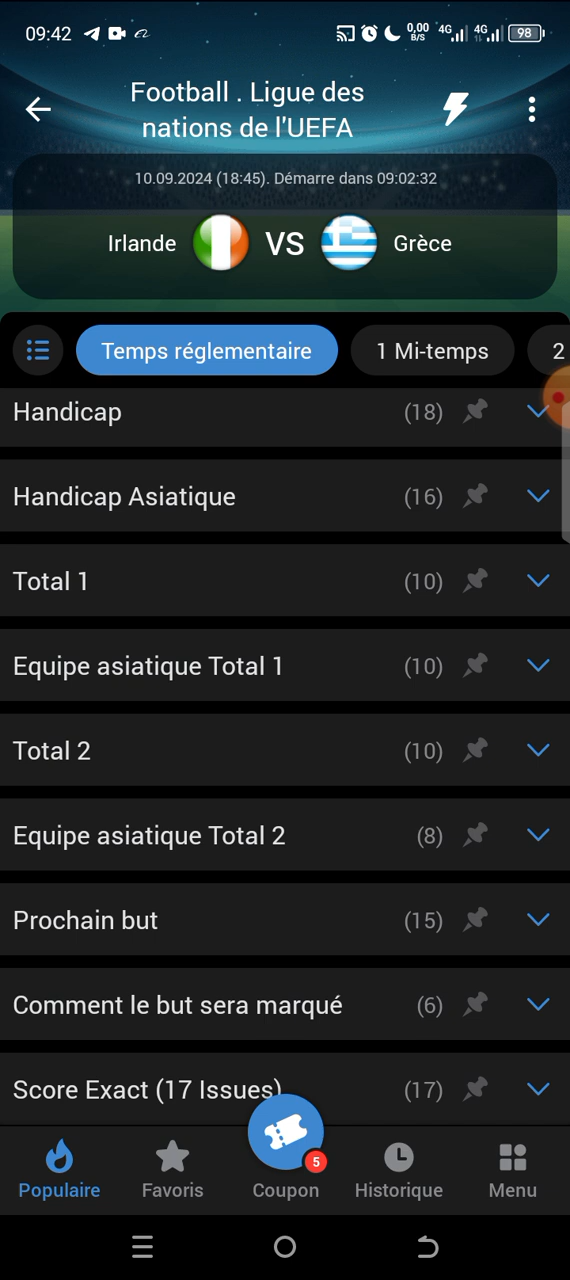 09:42
0,00 B/S 4G 4G 98
Football . Ligue des
nations de l'UEFA
10.09.2024 (18:45). Démarre dans 09:02:32
Irlande VS Grèce
Temps réglementaire 1 Mi-temps 2
Handicap (18)
Handicap Asiatique (16)
Total 1 (10)
Equipe asiatique Total 1 (10)
Total 2 (10)
Equipe asiatique Total 2 (8)
Prochain but (15)
Comment le but sera marqué (6)
Score Exact (17 Issues) (17)
5
Populaire Favoris Coupon Historique Menu